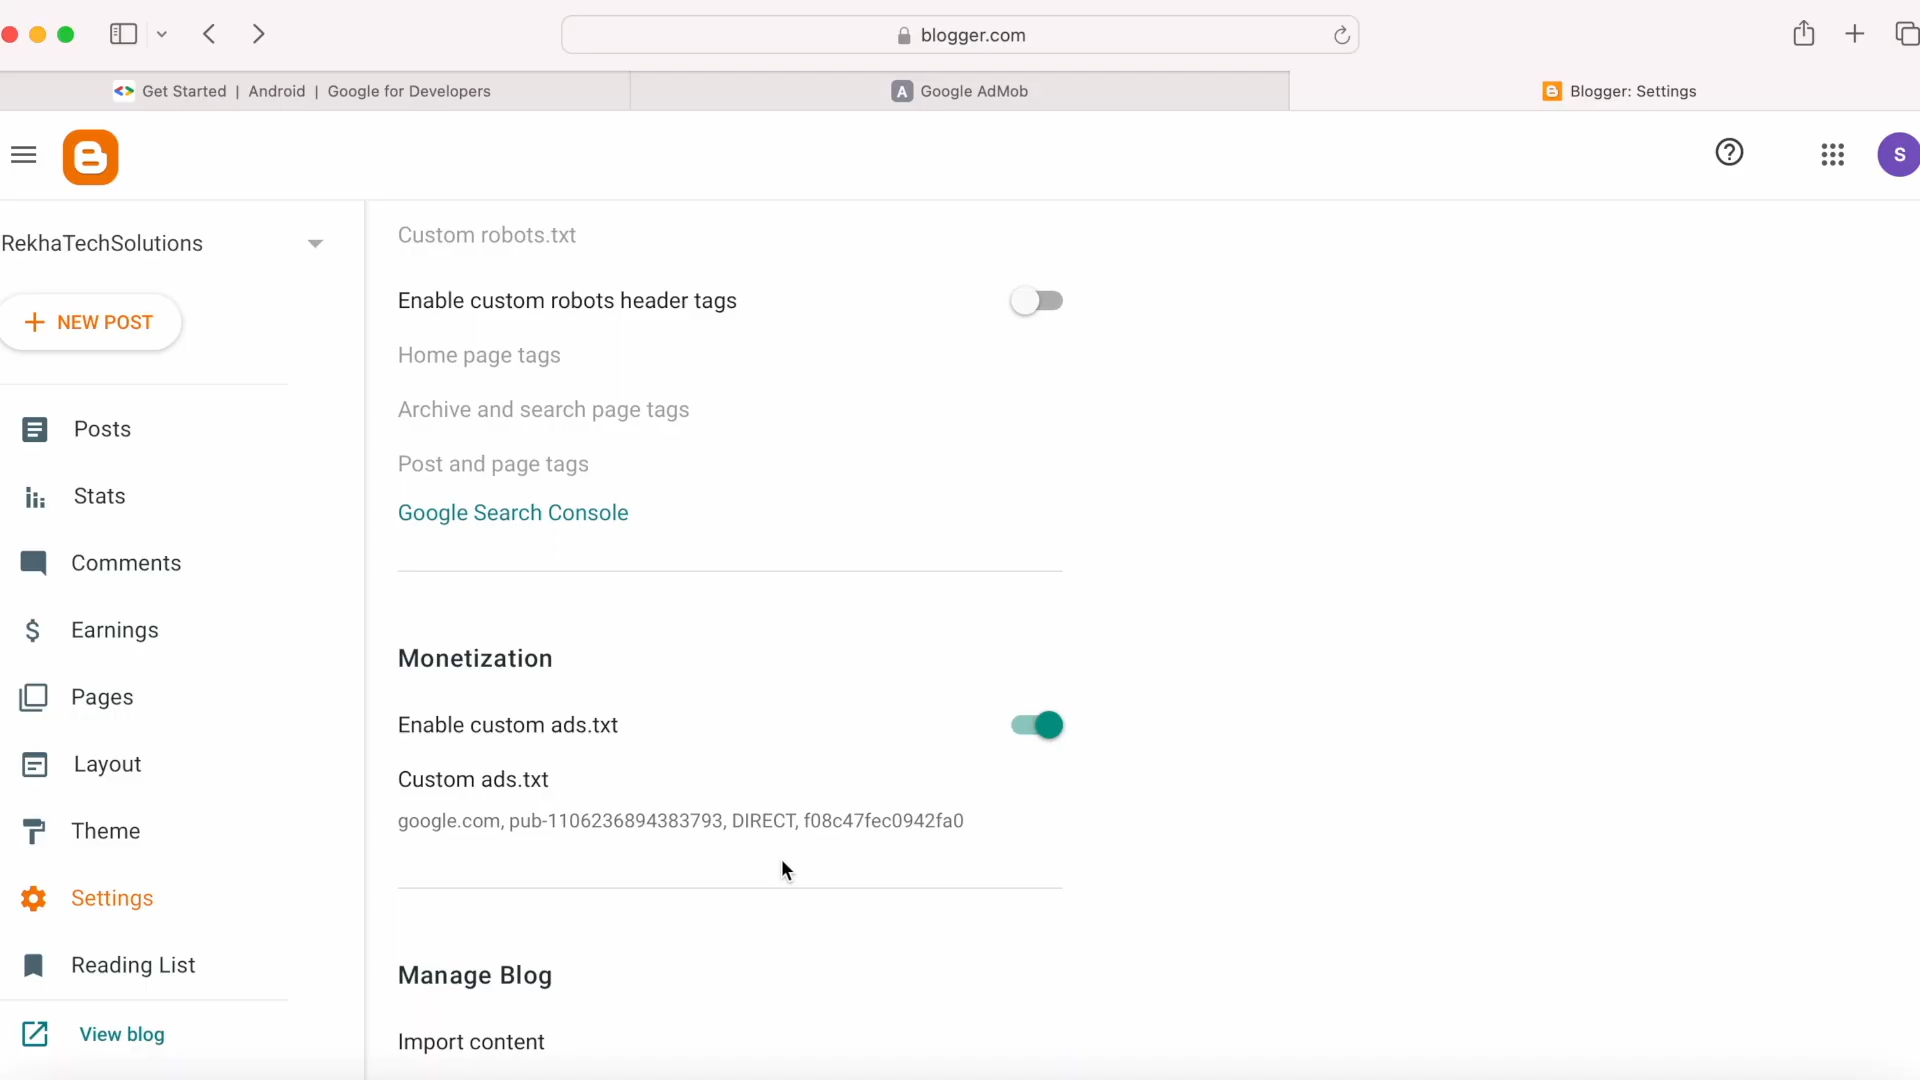 blogger.com
Get Started | Android | Google for Developers
A Google AdMob
Blogger: Settings
S
RekhaTechSolutions
+ NEW POST
Posts
Stats
Comments
$ Earnings
Pages
Layout
Theme
Settings
Reading List
View blog
Custom robots.txt
Enable custom robots header tags
Home page tags
Archive and search page tags
Post and page tags
Google Search Console
Monetization
Enable custom ads.txt
Custom ads.txt
google.com, pub-1106236894383793, DIRECT, f08c47fec0942fa0
Manage Blog
Import content